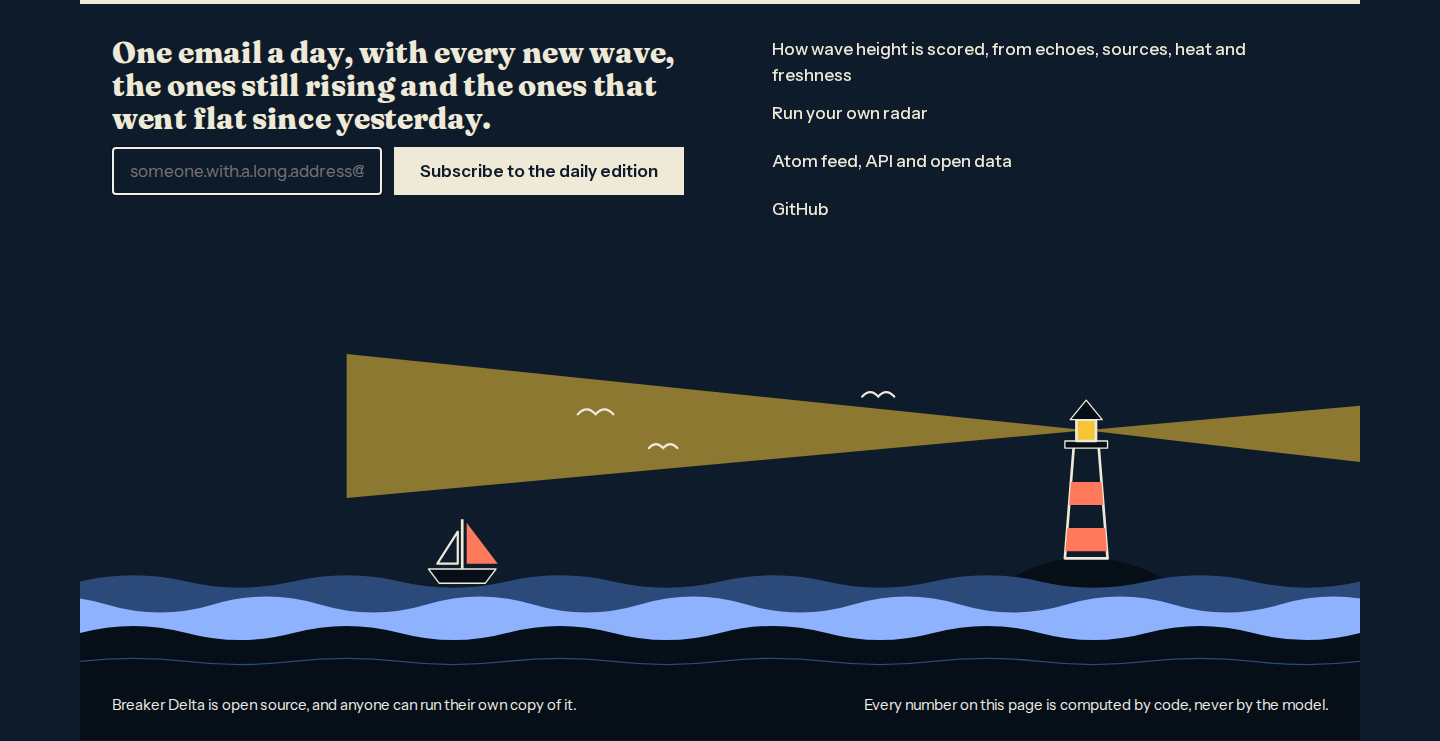 One email a day, with every new wave,
the ones still rising and the ones that
went flat since yesterday.
someone.with.a.long.address@
Subscribe to the daily edition
How wave height is scored, from echoes, sources, heat and
freshness
Run your own radar
Atom feed, API and open data
GitHub
Breaker Delta is open source, and anyone can run their own copy of it.
Every number on this page is computed by code, never by the model.